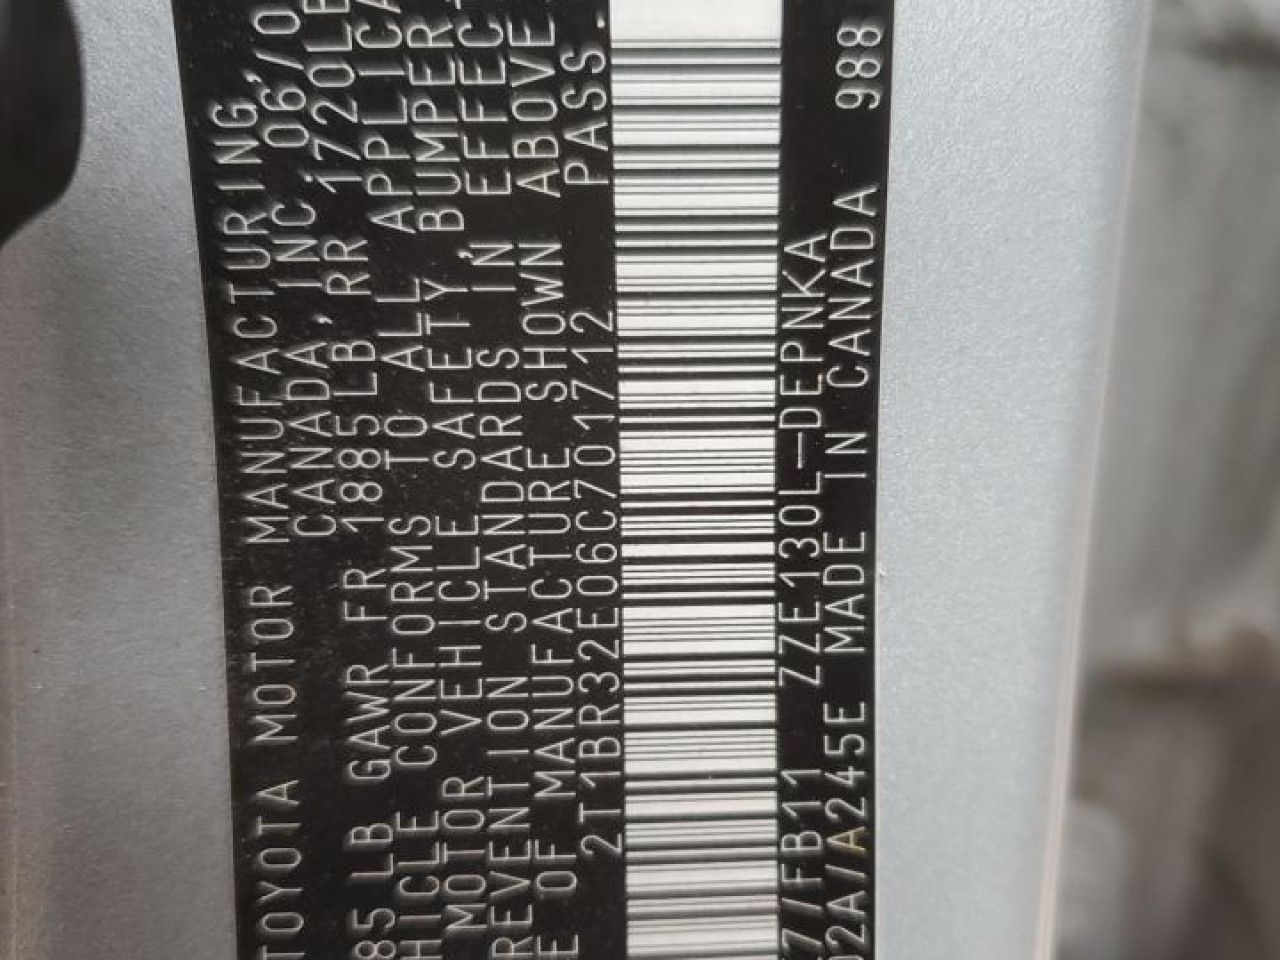 TOYOTA MOTOR MANUFACTURING,
CANADA, INC. 06/0
85 LB GAWR FR 1885LB RR 1720LB
HICLE CONFORMS TO ALL APPLICA
MOTOR VEHICLE SAFETY BUMPER
REVENTION STANDARDS IN EFFECT
E OF MANUFACTURE SHOWN ABOVE.
2T1BR32E06C701712 PASS.
7/FB11 ZZE130L-DEPNKA
02A/A245E MADE IN CANADA 988